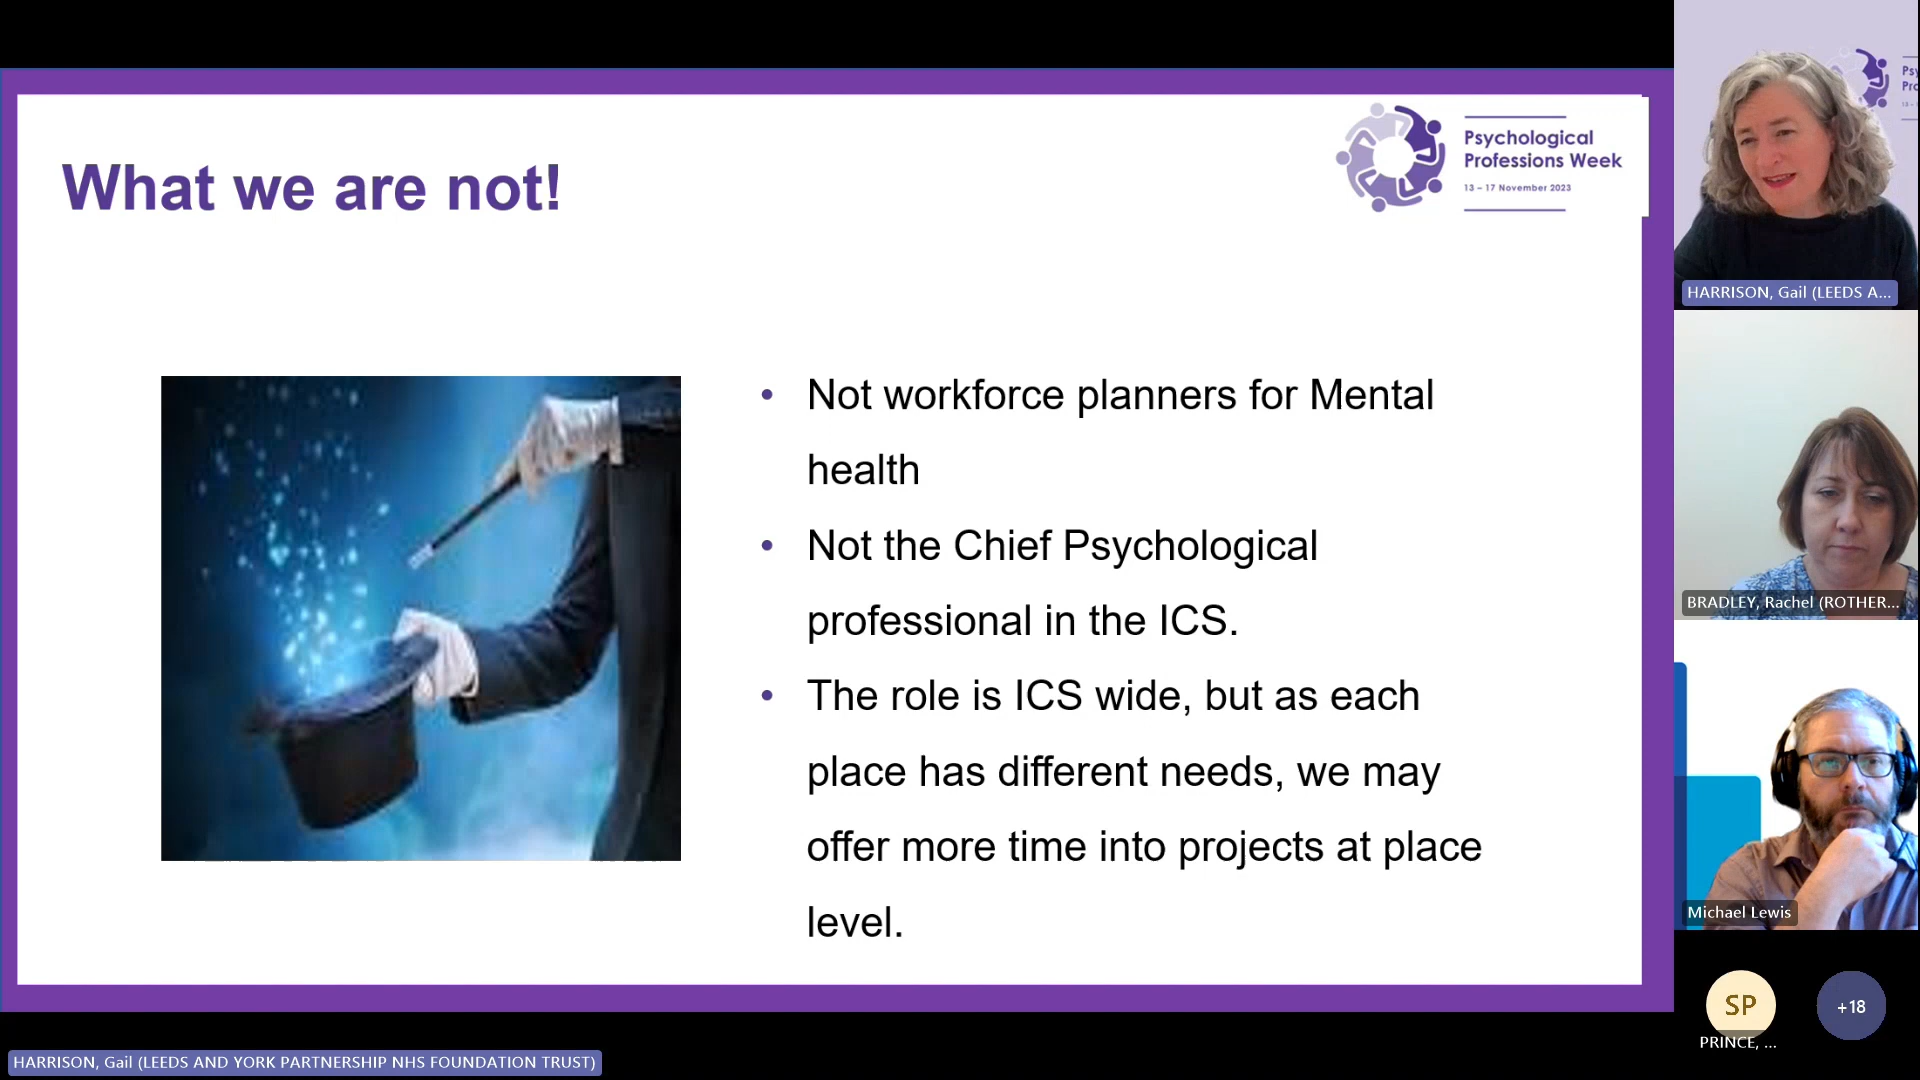 What we are not!
Psychological
Professions Week
13 – 17 November 2023
• Not workforce planners for Mental
health
• Not the Chief Psychological
professional in the ICS.
• The role is ICS wide, but as each
place has different needs, we may
offer more time into projects at place
level.
HARRISON, Gail (LEEDS A...
BRADLEY, Rachel (ROTHER...
Michael Lewis
SP
PRINCE, ...
+18
HARRISON, Gail (LEEDS AND YORK PARTNERSHIP NHS FOUNDATION TRUST)